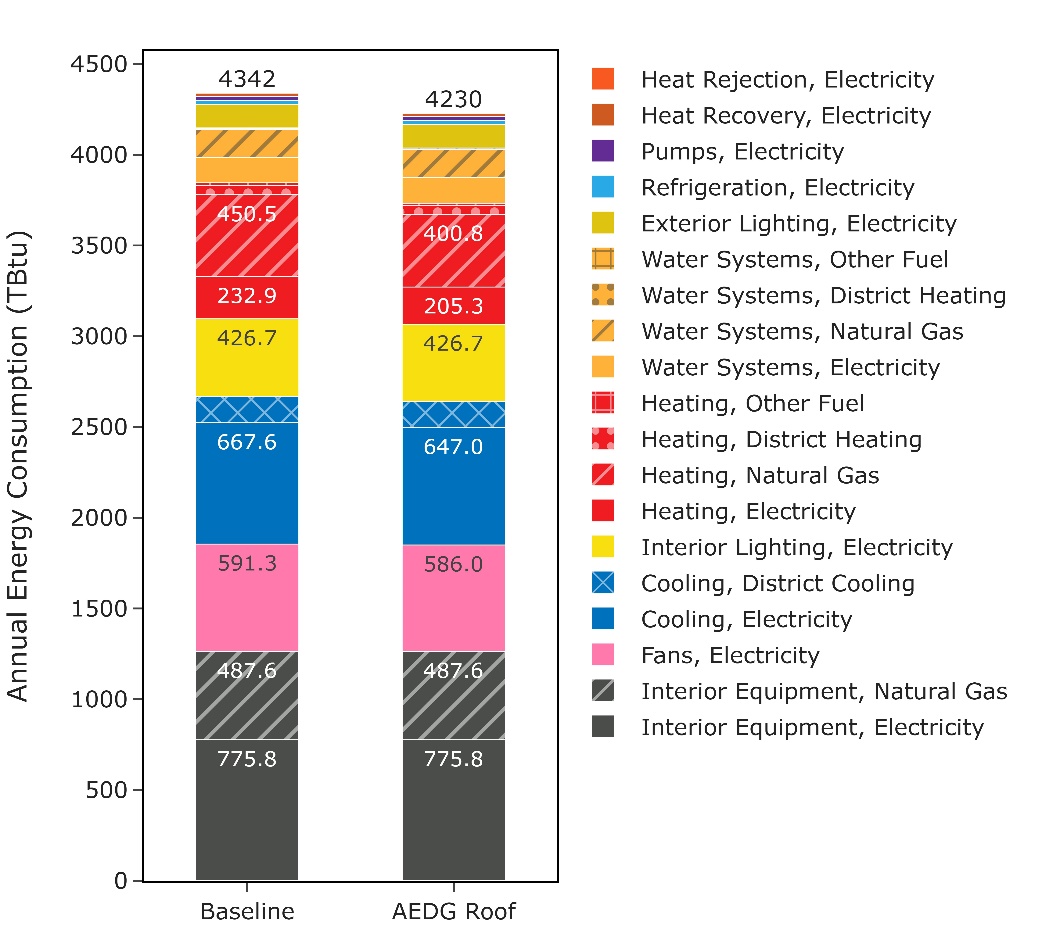 Annual Energy Consumption (TBtu)
4500
4000
3500
3000
2500
2000
1500
1000
500
0
4342
450.5
232.9
426.7
667.6
591.3
487.6
775.8
Baseline
4230
400.8
205.3
426.7
647.0
586.0
487.6
775.8
AEDG Roof
Heat Rejection, Electricity
Heat Recovery, Electricity
Pumps, Electricity
Refrigeration, Electricity
Exterior Lighting, Electricity
Water Systems, Other Fuel
Water Systems, District Heating
Water Systems, Natural Gas
Water Systems, Electricity
Heating, Other Fuel
Heating, District Heating
Heating, Natural Gas
Heating, Electricity
Interior Lighting, Electricity
Cooling, District Cooling
Cooling, Electricity
Fans, Electricity
Interior Equipment, Natural Gas
Interior Equipment, Electricity